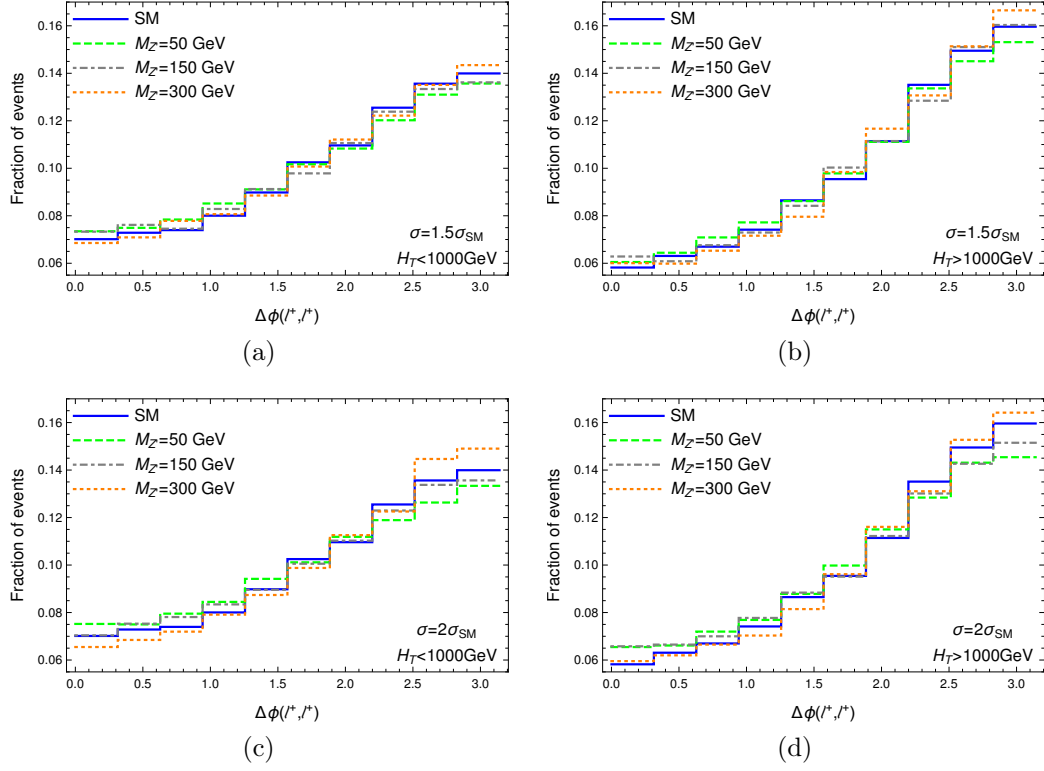 Fraction of events
0.16
0.14
0.12
0.10
0.08
0.06
SM
M_Z'=50 GeV
M_Z'=150 GeV
M_Z'=300 GeV
σ=1.5σ_SM
H_T<1000GeV
0.0 0.5 1.0 1.5 2.0 2.5 3.0
Δϕ(l⁺,l⁺)
(a)
Fraction of events
0.16
0.14
0.12
0.10
0.08
0.06
SM
M_Z'=50 GeV
M_Z'=150 GeV
M_Z'=300 GeV
σ=1.5σ_SM
H_T>1000GeV
0.0 0.5 1.0 1.5 2.0 2.5 3.0
Δϕ(l⁺,l⁺)
(b)
Fraction of events
0.16
0.14
0.12
0.10
0.08
0.06
SM
M_Z'=50 GeV
M_Z'=150 GeV
M_Z'=300 GeV
σ=2σ_SM
H_T<1000GeV
0.0 0.5 1.0 1.5 2.0 2.5 3.0
Δϕ(l⁺,l⁺)
(c)
Fraction of events
0.16
0.14
0.12
0.10
0.08
0.06
SM
M_Z'=50 GeV
M_Z'=150 GeV
M_Z'=300 GeV
σ=2σ_SM
H_T>1000GeV
0.0 0.5 1.0 1.5 2.0 2.5 3.0
Δϕ(l⁺,l⁺)
(d)